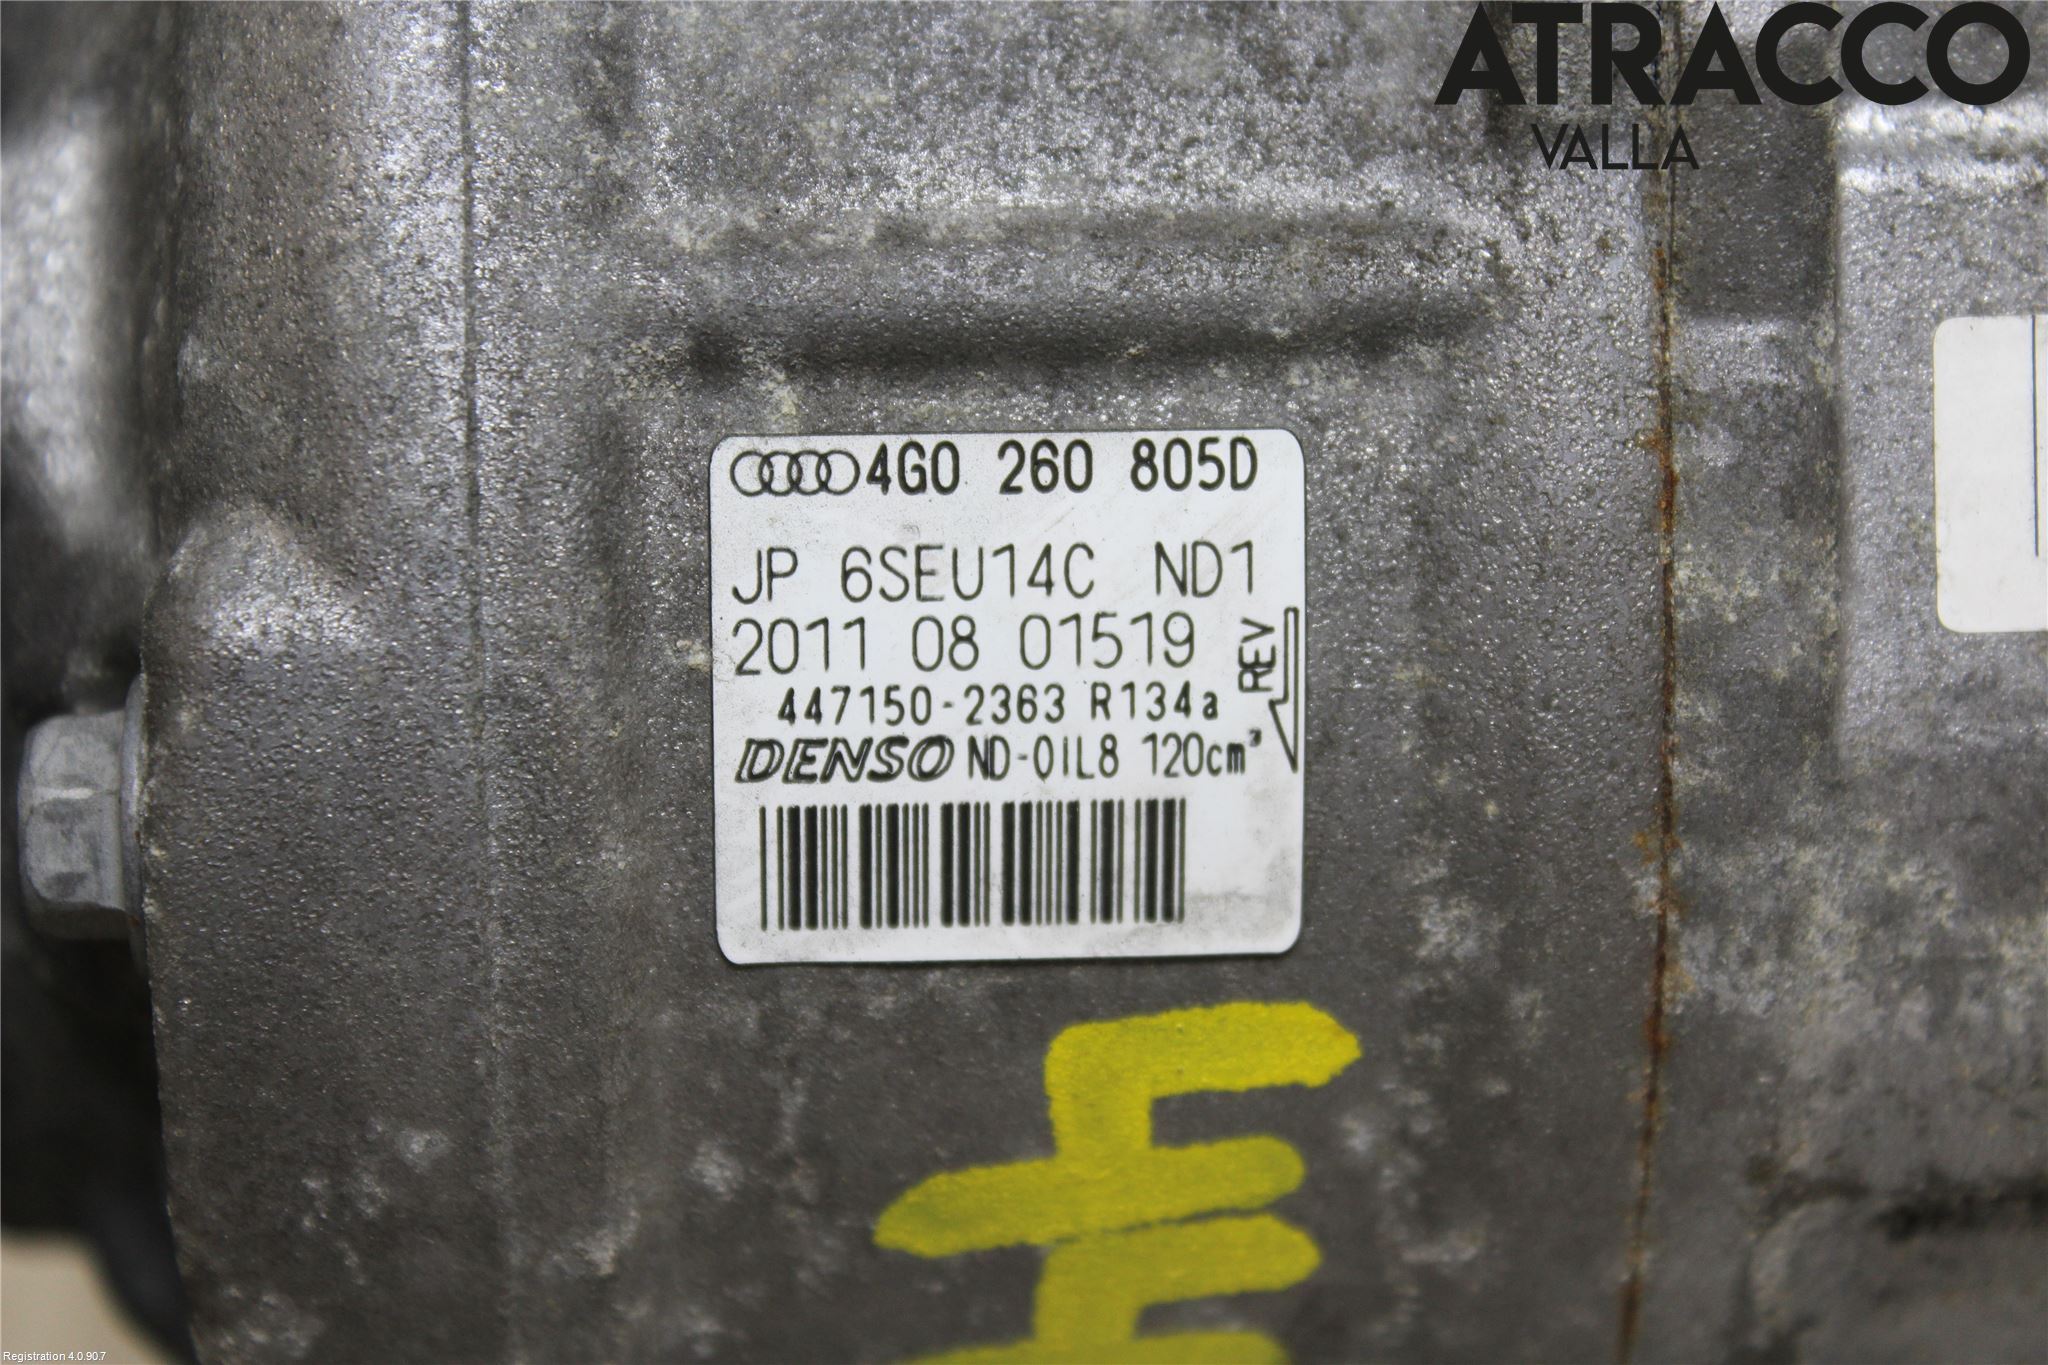 ATRACCO
VALLA
4G0 260 805D
JP 6SEU14C ND1
2011 08 01519
REV
447150-2363 R134a
DENSO ND-OIL8 120cm³
44
Registration 4.0.90.7